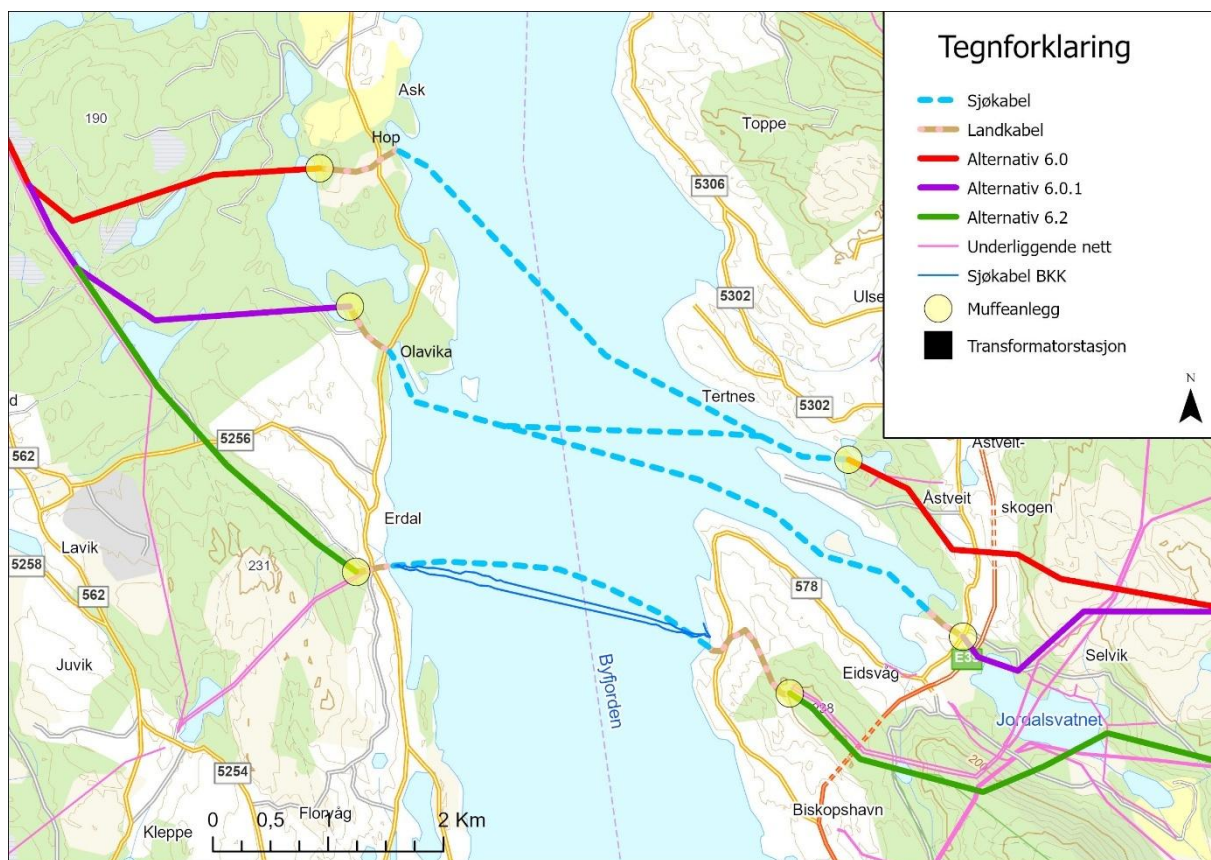 Tegnforklaring
Sjøkabel
Landkabel
Alternativ 6.0
Alternativ 6.0.1
Alternativ 6.2
Underliggende nett
Sjøkabel BKK
Muffeanlegg
Transformatorstasjon
N
Ask
190
Hop
Toppe
5306
5302
Ulse
Olavika
Tertnes
5302
d
5256
562
Åstveit-
skogen
Åstveit
Erdal
Lavik
231
5258
562
578
Juvik
Byfjorden
Eidsvåg
Selvik
Jordalsvatnet
5254
Biskopshavn
Florvåg
Kleppe
0 0,5 1 2 Km